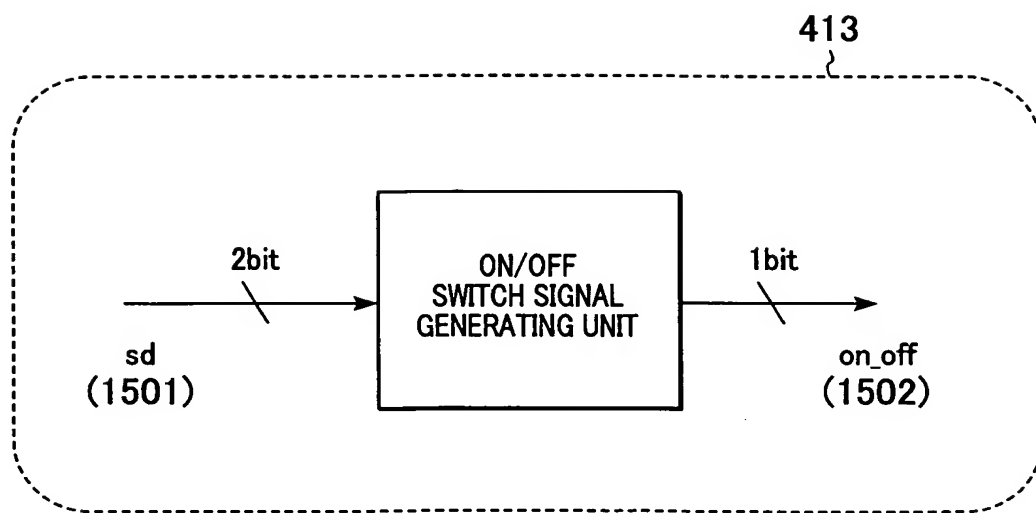 413
2bit
ON/OFF
SWITCH SIGNAL
GENERATING UNIT
1bit
sd
(1501)
on_off
(1502)